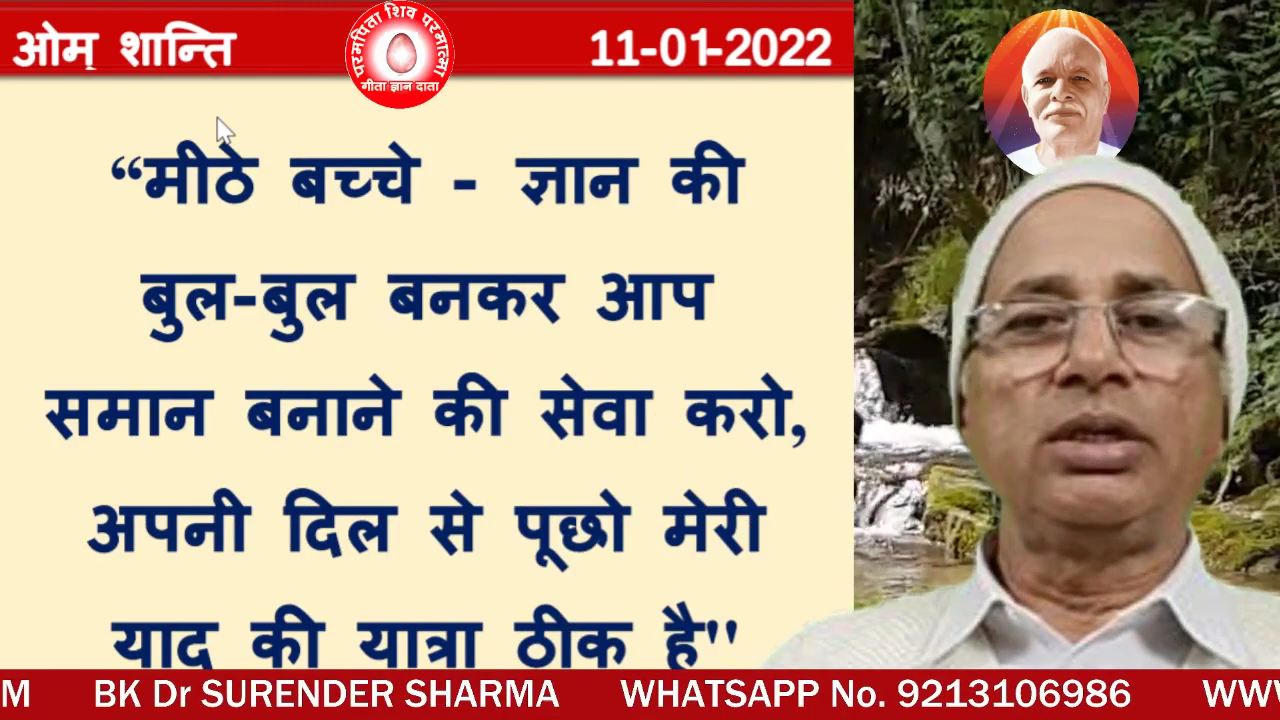 ओम् शान्ति
परमपिता शिव परमात्मा
गीता ज्ञान दाता
11-01-2022
“मीठे बच्चे - ज्ञान की
बुल-बुल बनकर आप
समान बनाने की सेवा करो,
अपनी दिल से पूछो मेरी
याद की यात्रा ठीक है''
M BK Dr SURENDER SHARMA WHATSAPP No. 9213106986 WWW